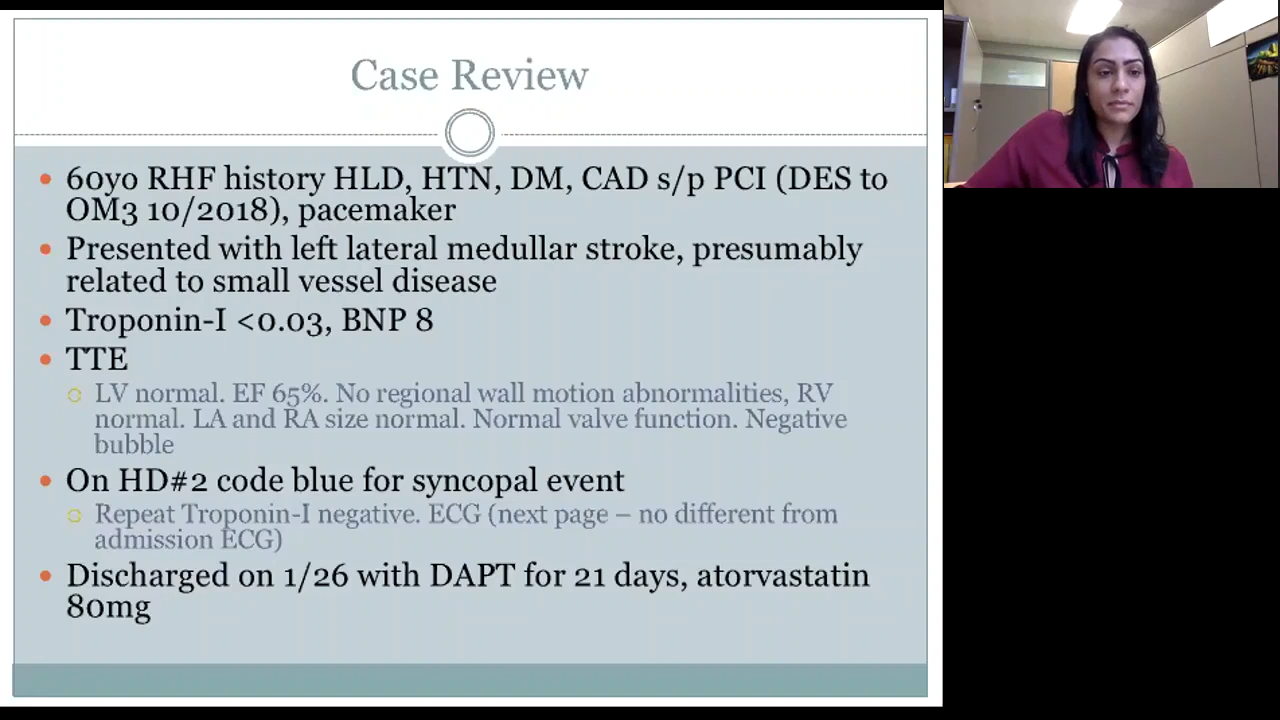 Case Review
• 60yo RHF history HLD, HTN, DM, CAD s/p PCI (DES to
OM3 10/2018), pacemaker
• Presented with left lateral medullar stroke, presumably
related to small vessel disease
• Troponin-I <0.03, BNP 8
• TTE
LV normal. EF 65%. No regional wall motion abnormalities, RV
normal. LA and RA size normal. Normal valve function. Negative
bubble
• On HD#2 code blue for syncopal event
Repeat Troponin-I negative. ECG (next page – no different from
admission ECG)
• Discharged on 1/26 with DAPT for 21 days, atorvastatin
80mg